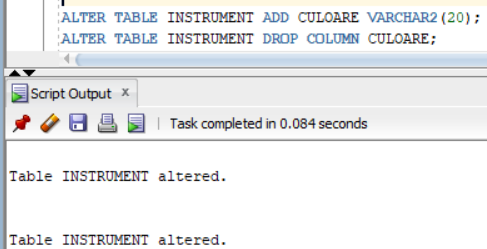 ALTER TABLE INSTRUMENT ADD CULOARE VARCHAR2(20);
ALTER TABLE INSTRUMENT DROP COLUMN CULOARE;
Script Output x
Task completed in 0.084 seconds
Table INSTRUMENT altered.
Table INSTRUMENT altered.